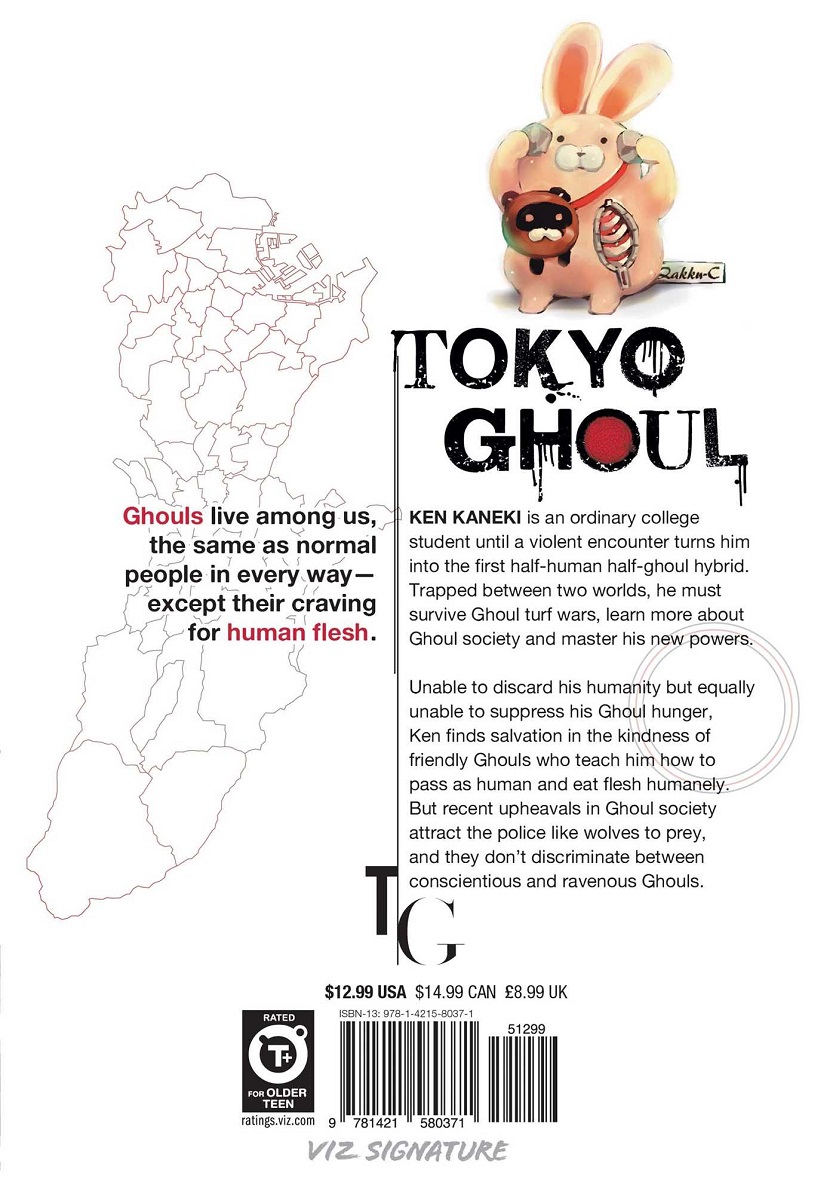 Rakku-C
TOKYO
GHOUL
Ghouls live among us,
the same as normal
people in every way—
except their craving
for human flesh.
KEN KANEKI is an ordinary college
student until a violent encounter turns him
into the first half-human half-ghoul hybrid.
Trapped between two worlds, he must
survive Ghoul turf wars, learn more about
Ghoul society and master his new powers.
Unable to discard his humanity but equally
unable to suppress his Ghoul hunger,
Ken finds salvation in the kindness of
friendly Ghouls who teach him how to
pass as human and eat flesh humanely.
But recent upheavals in Ghoul society
attract the police like wolves to prey,
and they don’t discriminate between
conscientious and ravenous Ghouls.
TG
$12.99 USA $14.99 CAN £8.99 UK
RATED
T+
FOR OLDER
TEEN
ratings.viz.com
ISBN-13: 978-1-4215-8037-1
51299
9 781421 580371
VIZ SIGNATURE